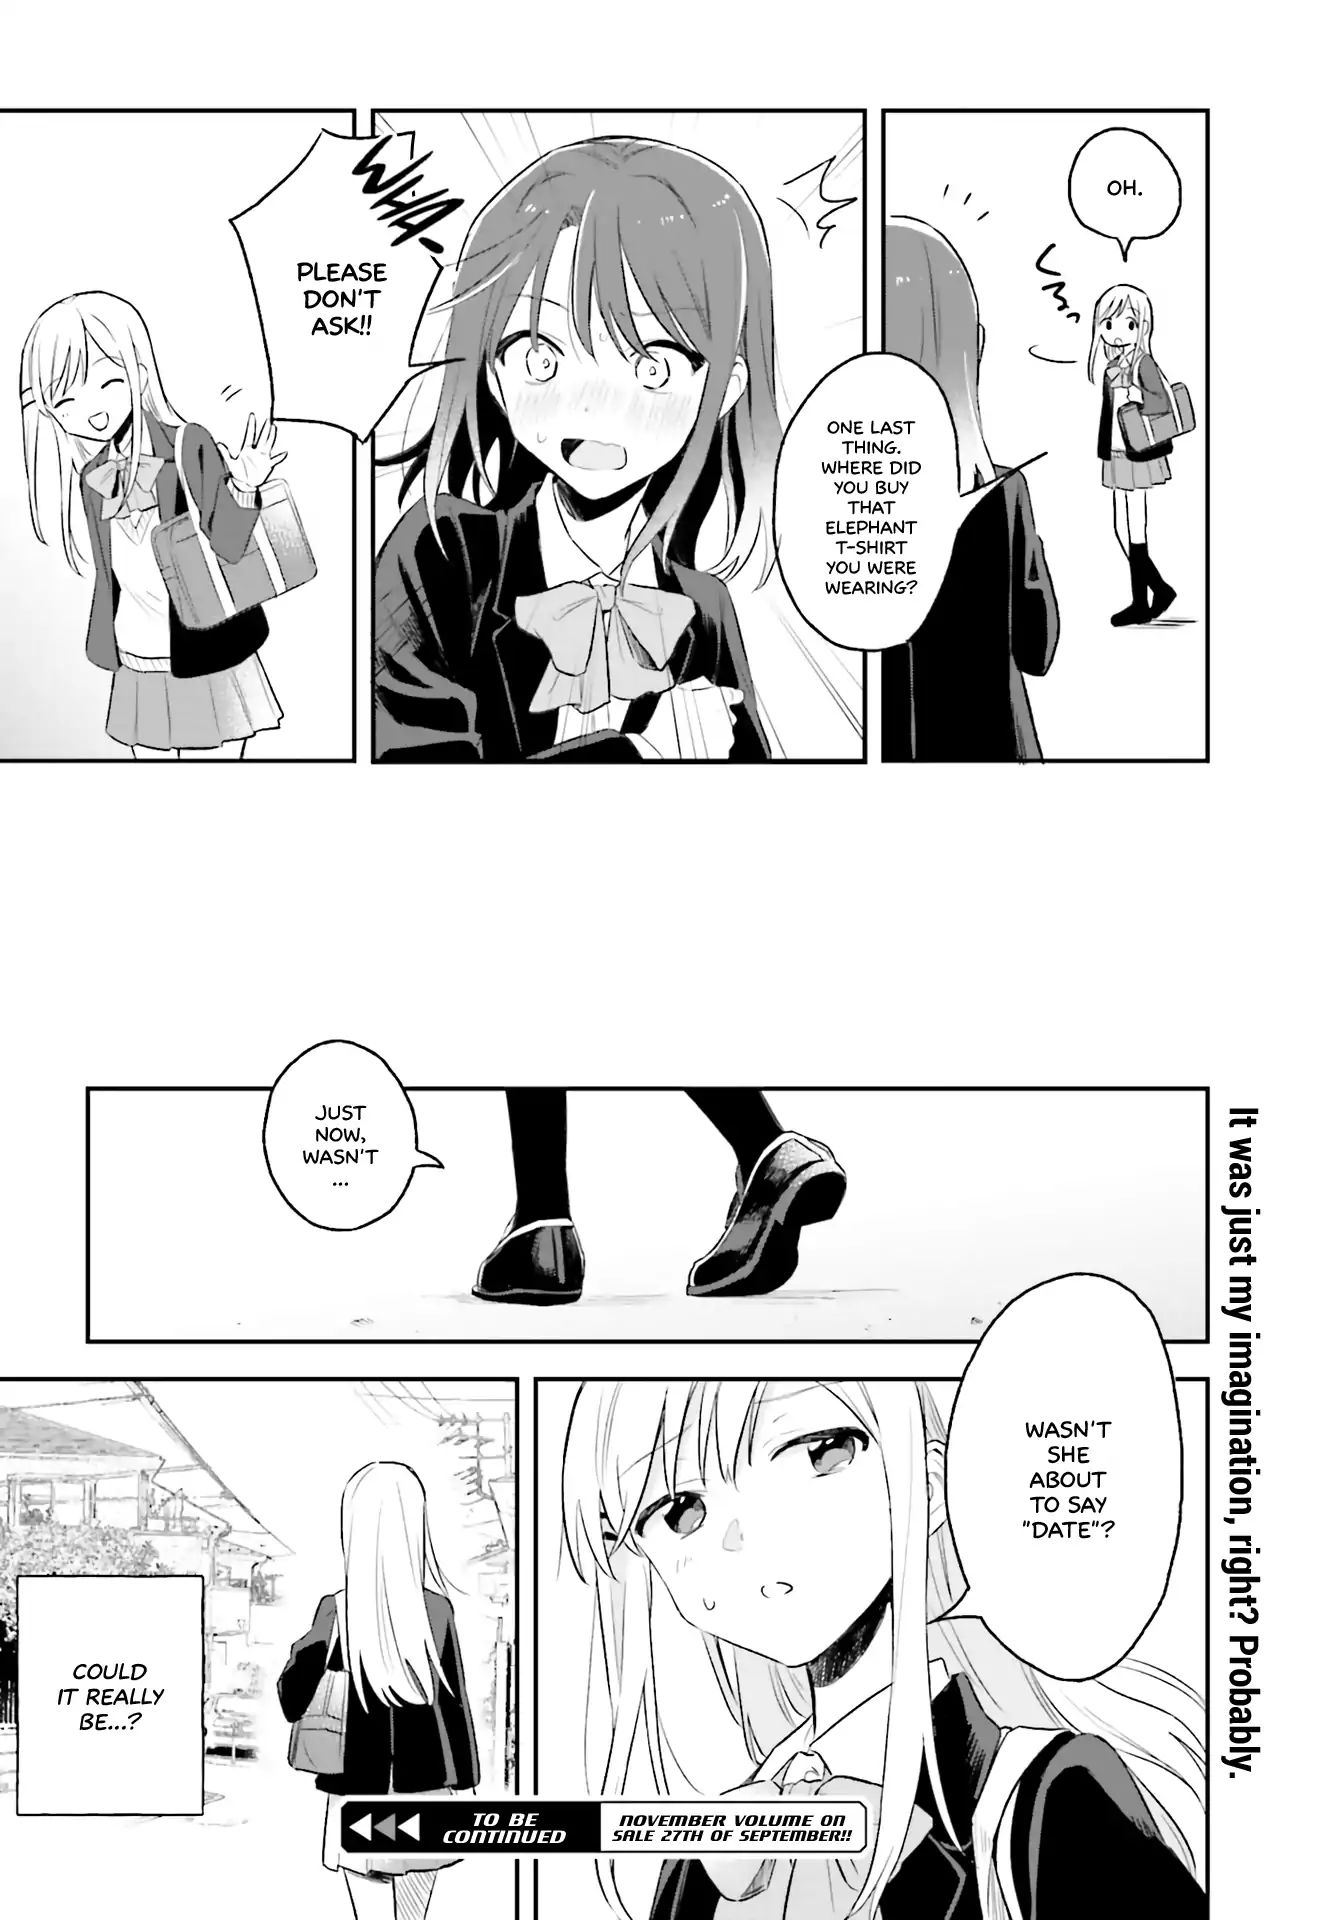 OH.
ONE LAST
THING.
WHERE DID
YOU BUY
THAT
ELEPHANT
T-SHIRT
YOU WERE
WEARING?
WHA
PLEASE
DON'T
ASK!!
JUST
NOW,
WASN'T
...
WASN'T
SHE
ABOUT
TO SAY
"DATE"?
COULD
IT REALLY
BE...?
It was just my imagination, right? Probably.
TO BE
CONTINUED
NOVEMBER VOLUME ON
SALE 27TH OF SEPTEMBER!!